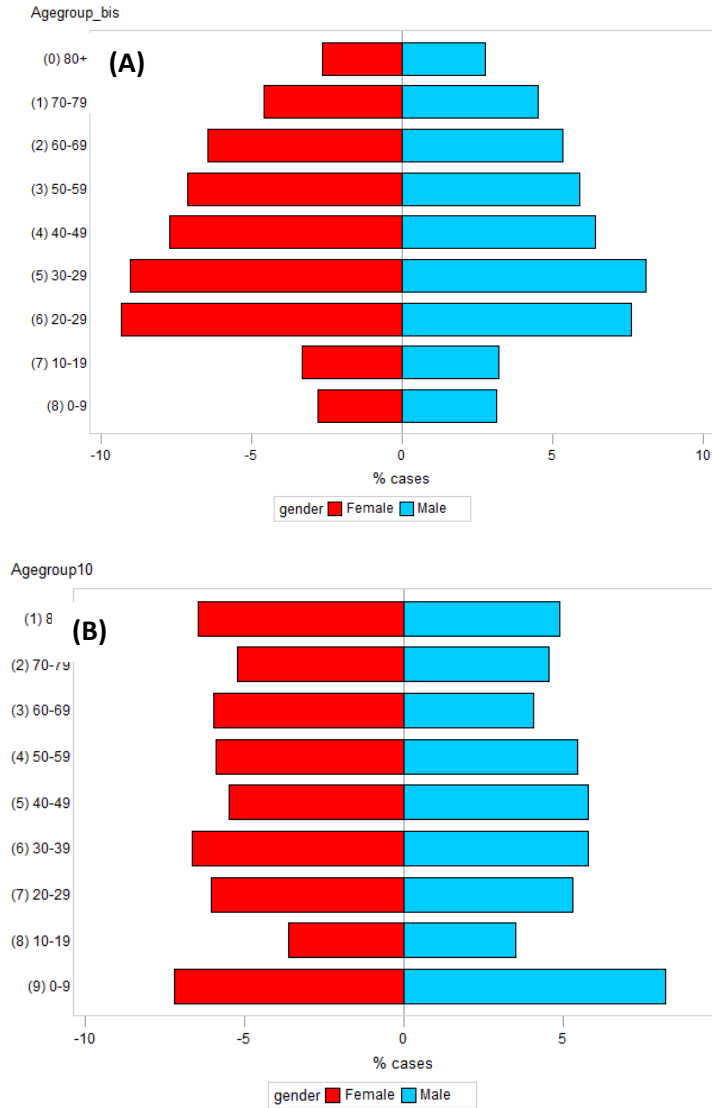 Agegroup_bis
(A)
(0) 80+
(1) 70-79
(2) 60-69
(3) 50-59
(4) 40-49
(5) 30-29
(6) 20-29
(7) 10-19
(8) 0-9
-10 -5 0 5 10
% cases
gender Female Male
Agegroup10
(B)
(1) 8
(2) 70-79
(3) 60-69
(4) 50-59
(5) 40-49
(6) 30-39
(7) 20-29
(8) 10-19
(9) 0-9
-10 -5 0 5
% cases
gender Female Male